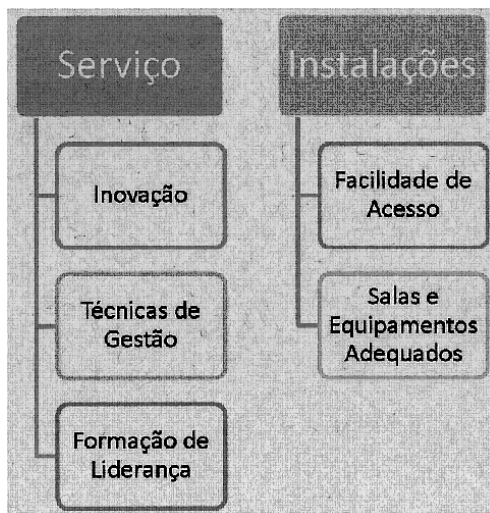 Serviço
Inovação
Técnicas de
Gestão
Formação de
Liderança
Instalações
Facilidade de
Acesso
Salas e
Equipamentos
Adequados